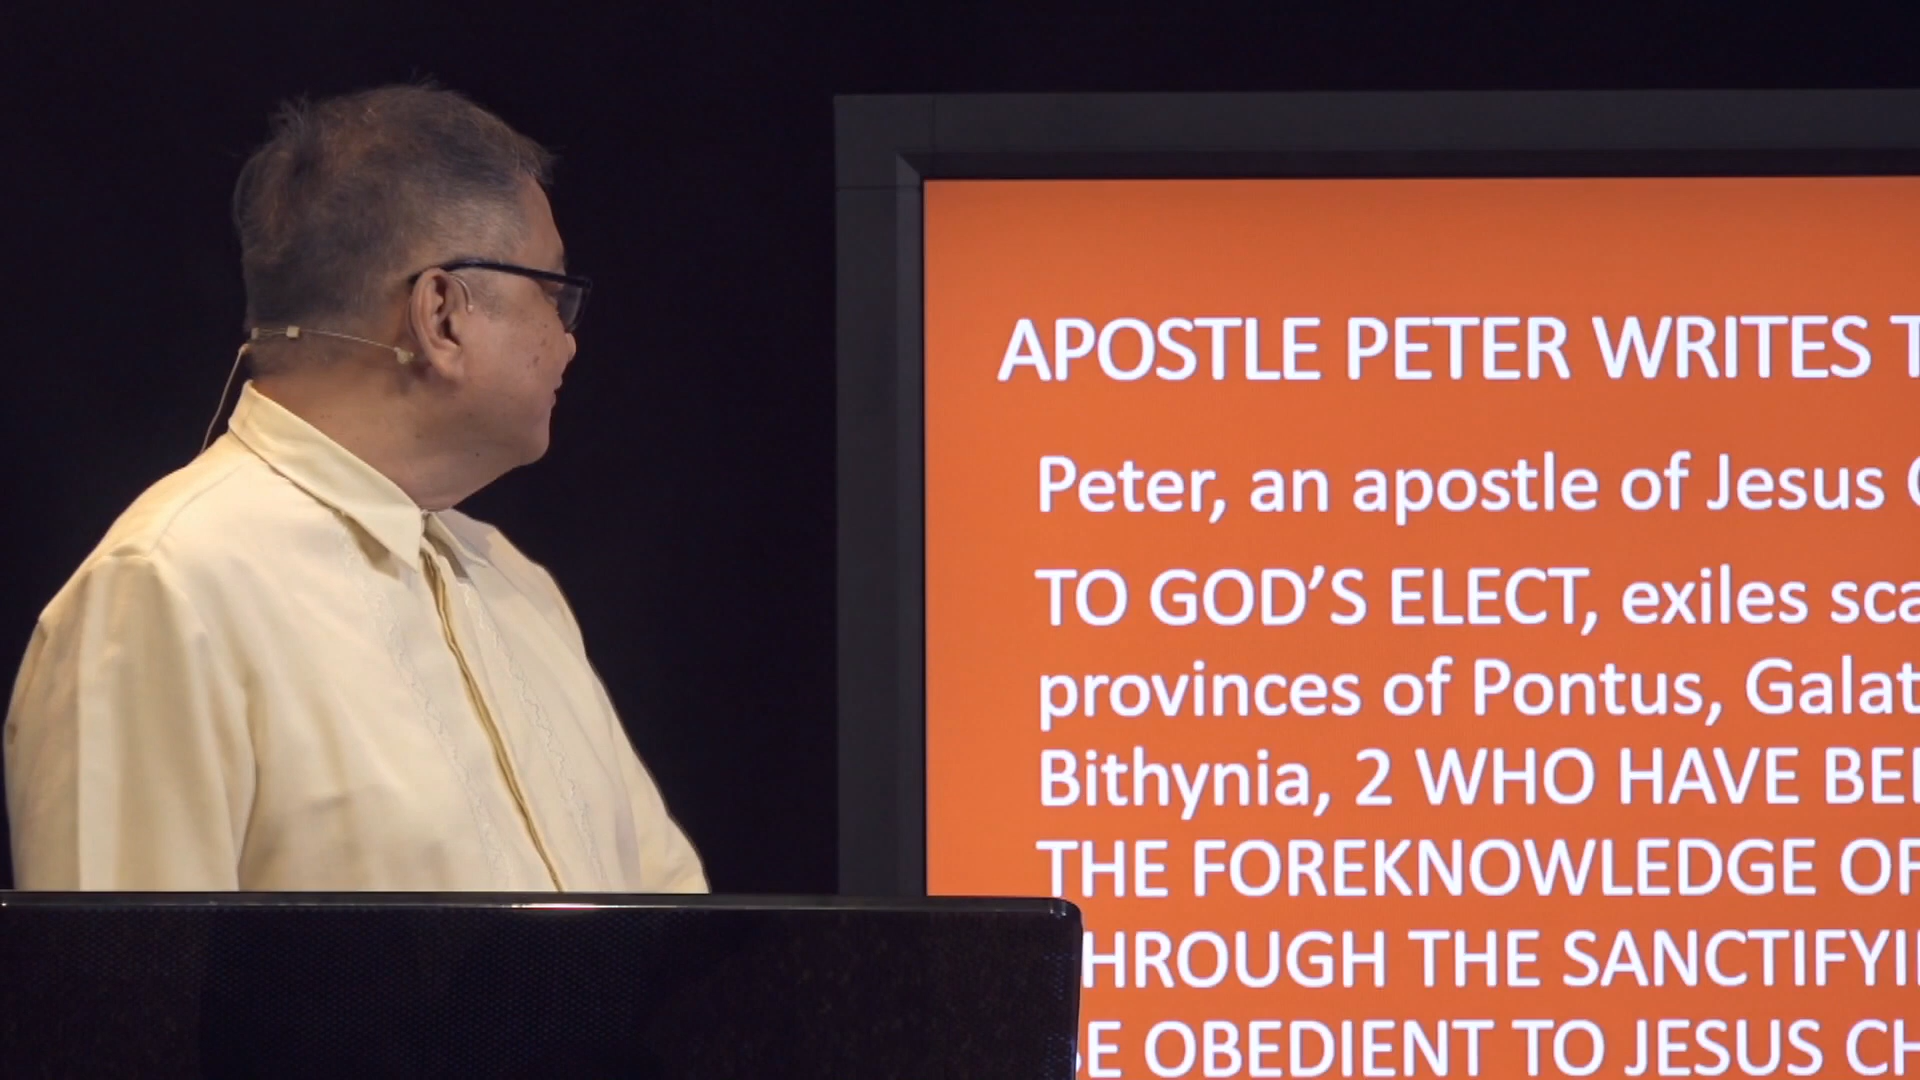 APOSTLE PETER WRITES
Peter, an apostle of Jesus
TO GOD’S ELECT, exiles
provinces of Pontus,
Bithynia, 2 WHO HAVE
THE FOREKNOWLEDGE
THE
OBEDIENT TO JESUS